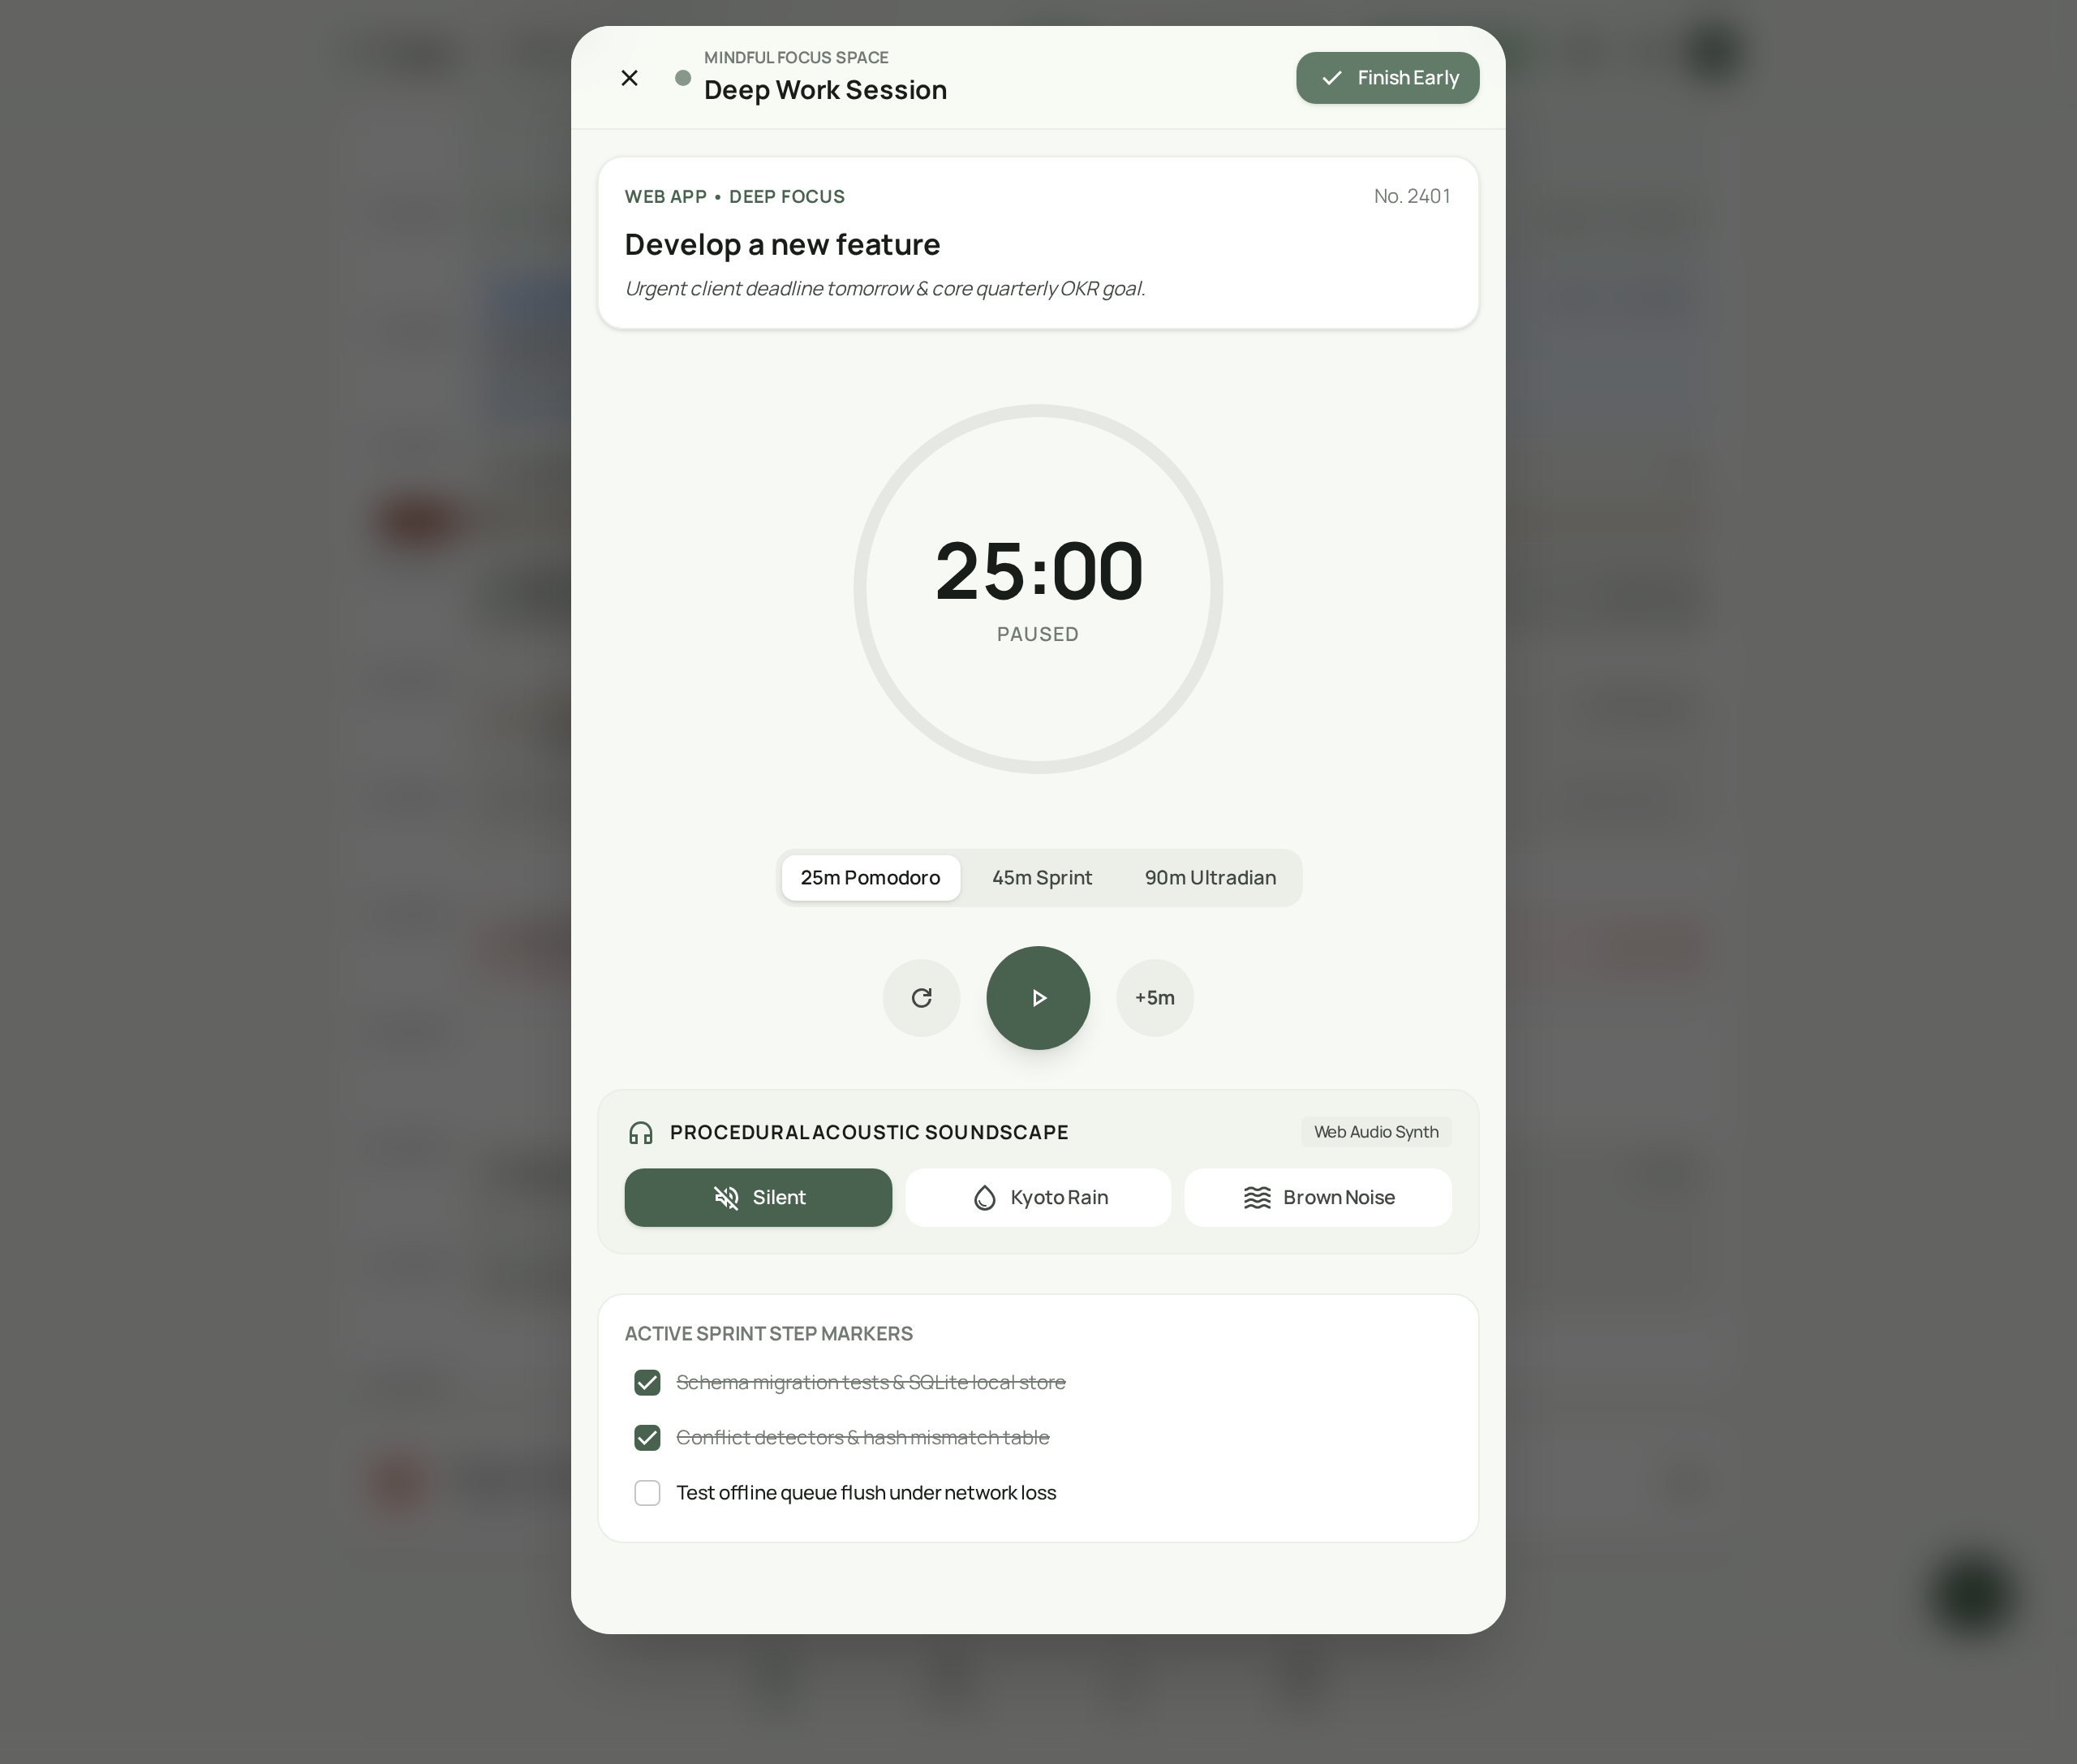 MINDFUL FOCUS SPACE
Deep Work Session
Finish Early
WEB APP • DEEP FOCUS
No. 2401
Develop a new feature
Urgent client deadline tomorrow & core quarterly OKR goal.
25:00
PAUSED
25m Pomodoro
45m Sprint
90m Ultradian
+5m
PROCEDURAL ACOUSTIC SOUNDSCAPE
Web Audio Synth
Silent
Kyoto Rain
Brown Noise
ACTIVE SPRINT STEP MARKERS
Schema migration tests & SQLite local store
Conflict detectors & hash mismatch table
Test offline queue flush under network loss